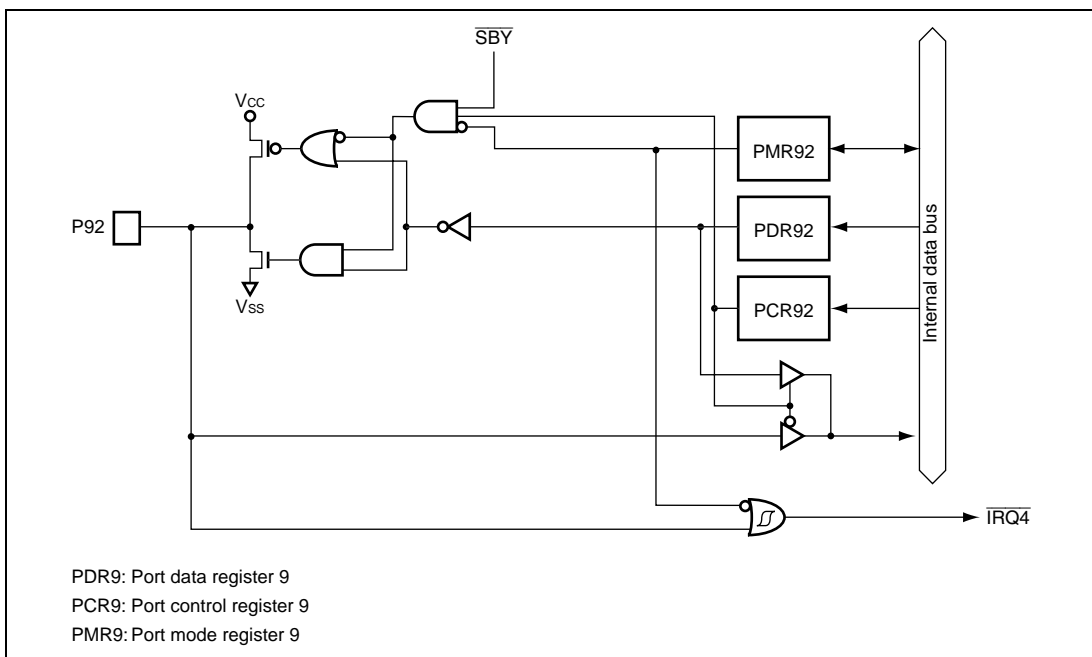 SBY
VCC
PMR92
P92
PDR92
VSS
PCR92
Internal data bus
IRQ4
PDR9: Port data register 9
PCR9: Port control register 9
PMR9: Port mode register 9